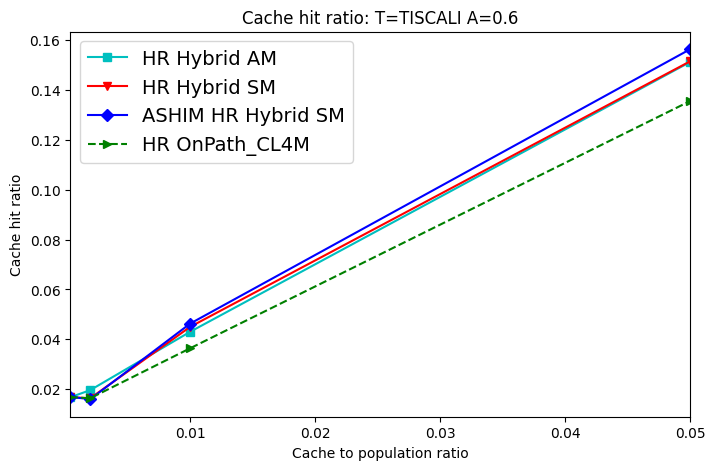 Cache hit ratio: T=TISCALI A=0.6
HR Hybrid AM
HR Hybrid SM
ASHIM HR Hybrid SM
HR OnPath_CL4M
Cache hit ratio
0.16
0.14
0.12
0.10
0.08
0.06
0.04
0.02
0.01
0.02
0.03
0.04
0.05
Cache to population ratio